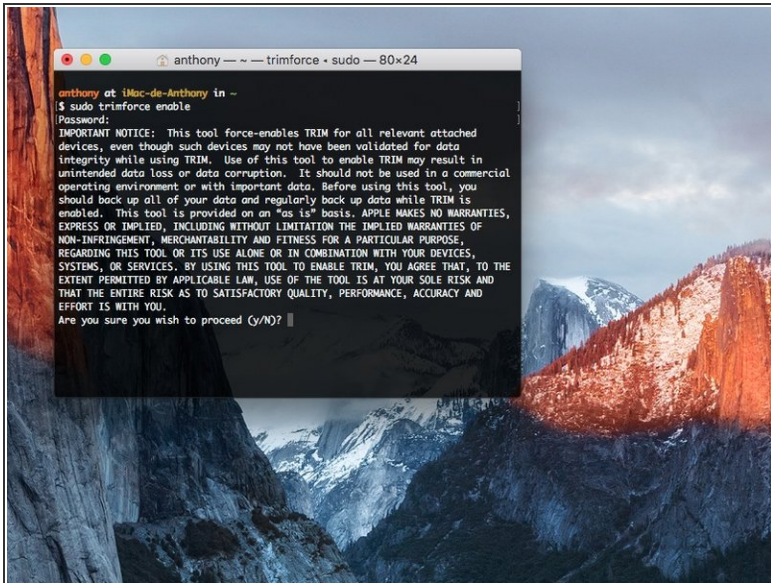 anthony — ~ — trimforce ◂ sudo — 80×24
anthony at iMac-de-Anthony in ~
[$ sudo trimforce enable ]
[Password: ]
IMPORTANT NOTICE:  This tool force-enables TRIM for all relevant attached
devices, even though such devices may not have been validated for data
integrity while using TRIM.  Use of this tool to enable TRIM may result in
unintended data loss or data corruption.  It should not be used in a commercial
operating environment or with important data. Before using this tool, you
should back up all of your data and regularly back up data while TRIM is
enabled.  This tool is provided on an “as is” basis. APPLE MAKES NO WARRANTIES,
EXPRESS OR IMPLIED, INCLUDING WITHOUT LIMITATION THE IMPLIED WARRANTIES OF
NON-INFRINGEMENT, MERCHANTABILITY AND FITNESS FOR A PARTICULAR PURPOSE,
REGARDING THIS TOOL OR ITS USE ALONE OR IN COMBINATION WITH YOUR DEVICES,
SYSTEMS, OR SERVICES. BY USING THIS TOOL TO ENABLE TRIM, YOU AGREE THAT, TO THE
EXTENT PERMITTED BY APPLICABLE LAW, USE OF THE TOOL IS AT YOUR SOLE RISK AND
THAT THE ENTIRE RISK AS TO SATISFACTORY QUALITY, PERFORMANCE, ACCURACY AND
EFFORT IS WITH YOU.
Are you sure you wish to proceed (y/N)?